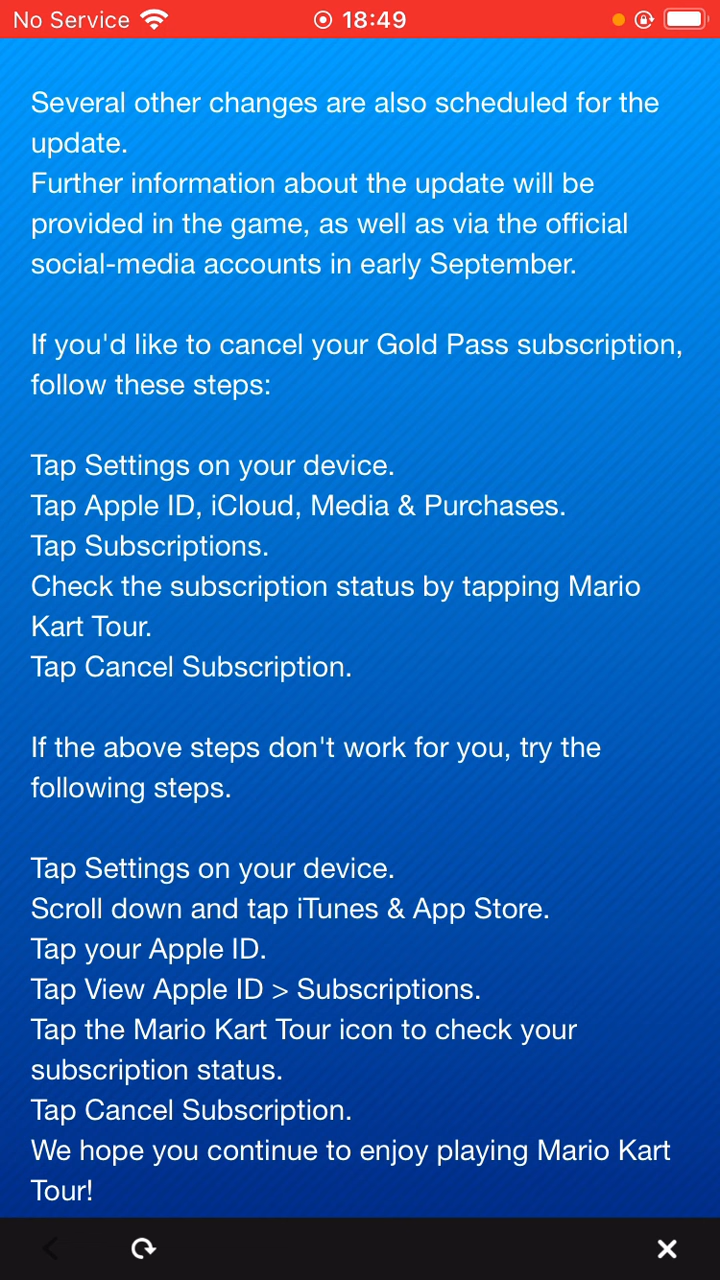 No Service 18:49
Several other changes are also scheduled for the
update.
Further information about the update will be
provided in the game, as well as via the official
social-media accounts in early September.
If you'd like to cancel your Gold Pass subscription,
follow these steps:
Tap Settings on your device.
Tap Apple ID, iCloud, Media & Purchases.
Tap Subscriptions.
Check the subscription status by tapping Mario
Kart Tour.
Tap Cancel Subscription.
If the above steps don't work for you, try the
following steps.
Tap Settings on your device.
Scroll down and tap iTunes & App Store.
Tap your Apple ID.
Tap View Apple ID > Subscriptions.
Tap the Mario Kart Tour icon to check your
subscription status.
Tap Cancel Subscription.
We hope you continue to enjoy playing Mario Kart
Tour!